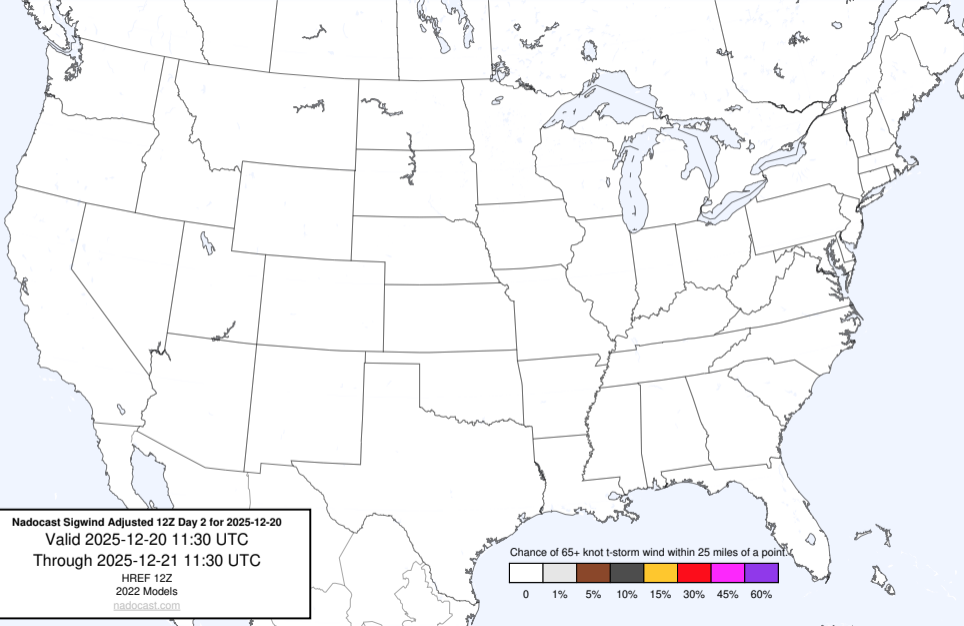 Nadocast Sigwind Adjusted 12Z Day 2 for 2025-12-20
Valid 2025-12-20 11:30 UTC
Through 2025-12-21 11:30 UTC
HREF 12Z
2022 Models
nadocast.com
Chance of 65+ knot t-storm wind within 25 miles of a point.
0 1% 5% 10% 15% 30% 45% 60%